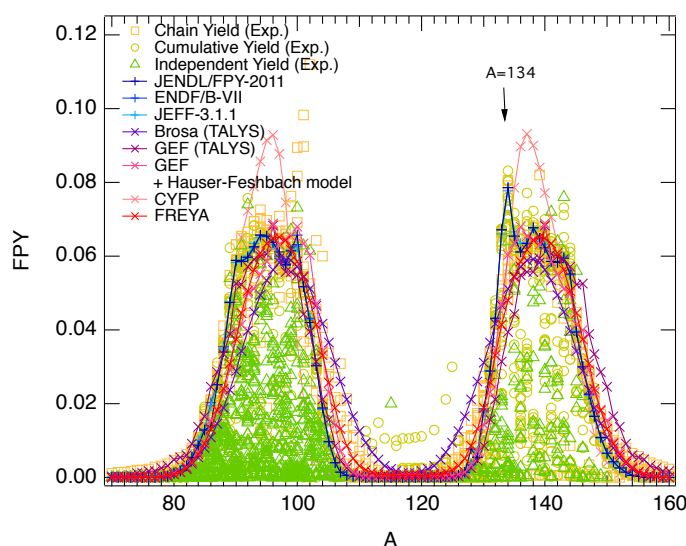 0.12
0.10
0.08
0.06
0.04
0.02
0.00
FPY
Chain Yield (Exp.)
Cumulative Yield (Exp.)
Independent Yield (Exp.)
JENDL/FPY-2011
ENDF/B-VII
JEFF-3.1.1
Brosa (TALYS)
GEF (TALYS)
GEF
+ Hauser-Feshbach model
CYFP
FREYA
A=134
80
100
120
140
160
A